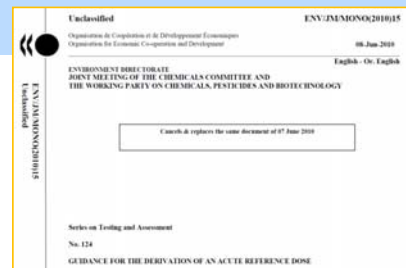 Unclassified ENV/JM/MONO(2010)15
Organisation de Coopération et de Développement Économiques
Organisation for Economic Co-operation and Development 08-Jun-2010
English - Or. English
ENVIRONMENT DIRECTORATE
JOINT MEETING OF THE CHEMICALS COMMITTEE AND
THE WORKING PARTY ON CHEMICALS, PESTICIDES AND BIOTECHNOLOGY
Cancels & replaces the same document of 07 June 2010
Series on Testing and Assessment
No. 124
GUIDANCE FOR THE DERIVATION OF AN ACUTE REFERENCE DOSE
ENV/JM/MONO(2010)15
Unclassified